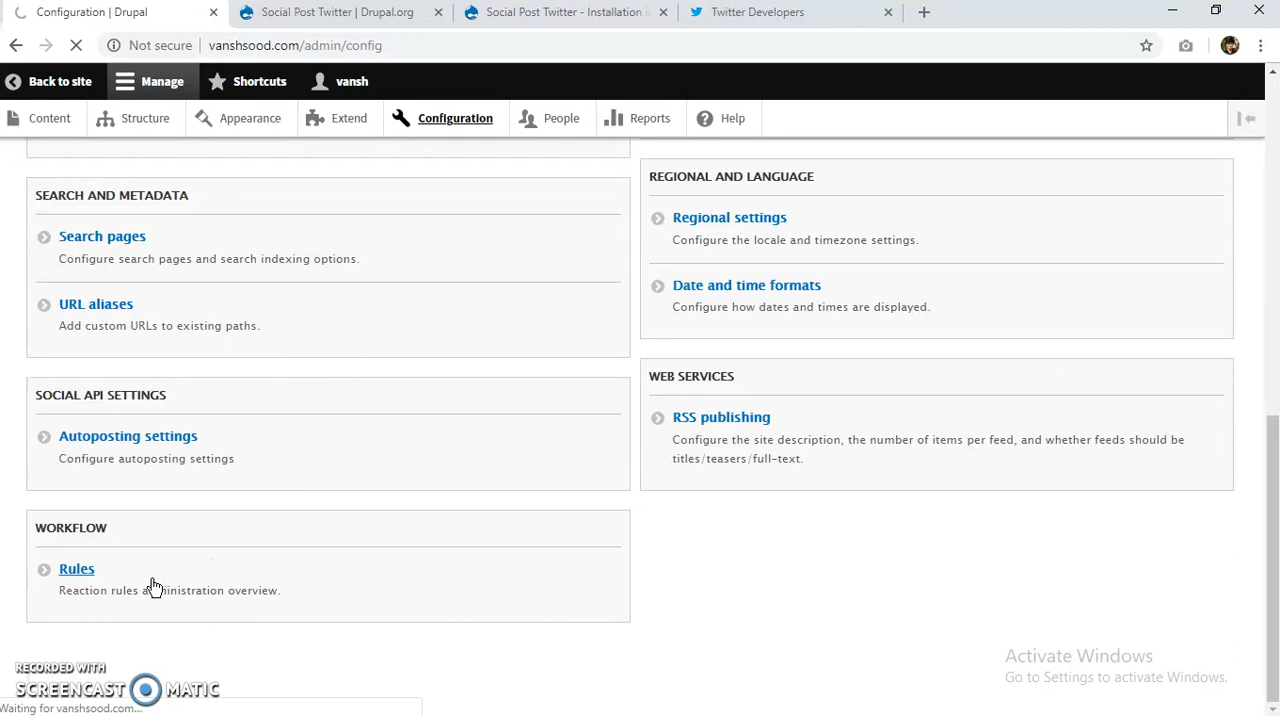 Configuration | Drupal
Social Post Twitter | Drupal.org
Social Post Twitter - Installation
Twitter Developers
Not secure | vanshsood.com/admin/config
Back to site
Manage
Shortcuts
vansh
Content
Structure
Appearance
Extend
Configuration
People
Reports
Help
SEARCH AND METADATA
Search pages
Configure search pages and search indexing options.
URL aliases
Add custom URLs to existing paths.
SOCIAL API SETTINGS
Autoposting settings
Configure autoposting settings
WORKFLOW
Rules
Reaction rules administration overview.
REGIONAL AND LANGUAGE
Regional settings
Configure the locale and timezone settings.
Date and time formats
Configure how dates and times are displayed.
WEB SERVICES
RSS publishing
Configure the site description, the number of items per feed, and whether feeds should be
titles/teasers/full-text.
Activate Windows
Go to Settings to activate Windows.
RECORDED WITH
SCREENCAST MATIC
Waiting for vanshsood.com...